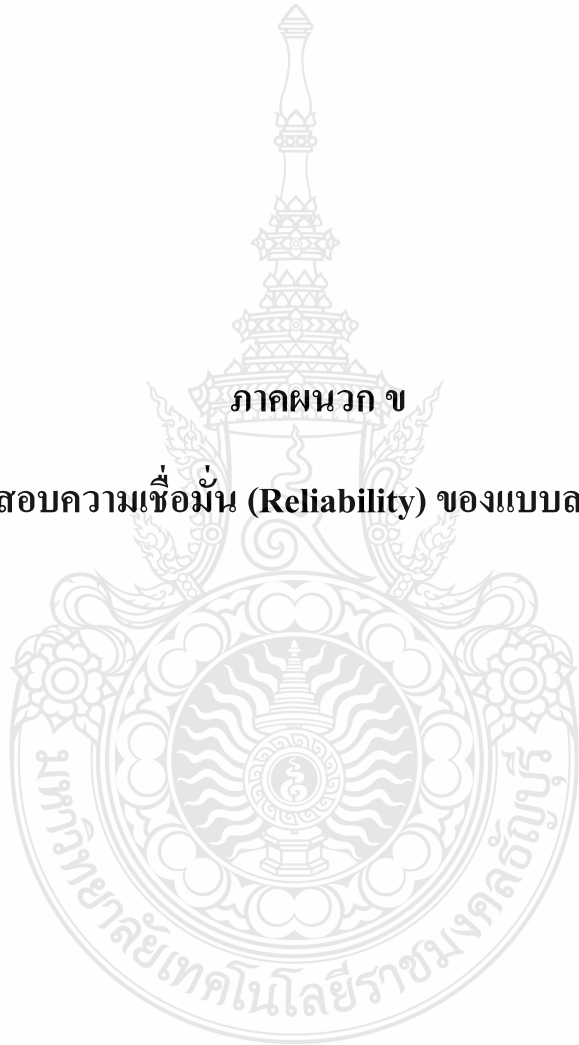 ภาคผนวก ข
สอบความเชื่อมั่น (Reliability) ของแบบส
มหาวิทยาลัยเทคโนโลยีราชมงคลธัญบุรี